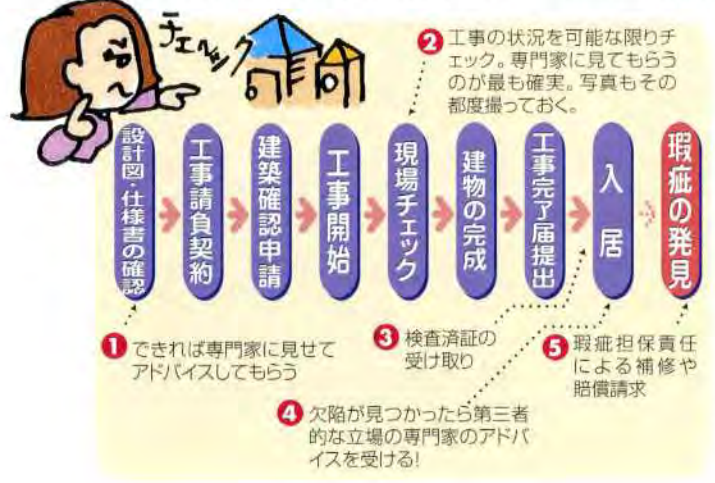 チェック
❷ 工事の状況を可能な限りチ
ェック。専門家に見てもらう
のが最も確実。写真もその
都度撮っておく。
設計図・仕様書の確認
工事請負契約
建築確認申請
工事開始
現場チェック
建物の完成
工事完了届提出
入居
瑕疵の発見
❶ できれば専門家に見せて
アドバイスしてもらう
❸ 検査済証の
受け取り
❺ 瑕疵担保責任
による補修や
賠償請求
❹ 欠陥が見つかったら第三者
的な立場の専門家のアドバ
イスを受ける!